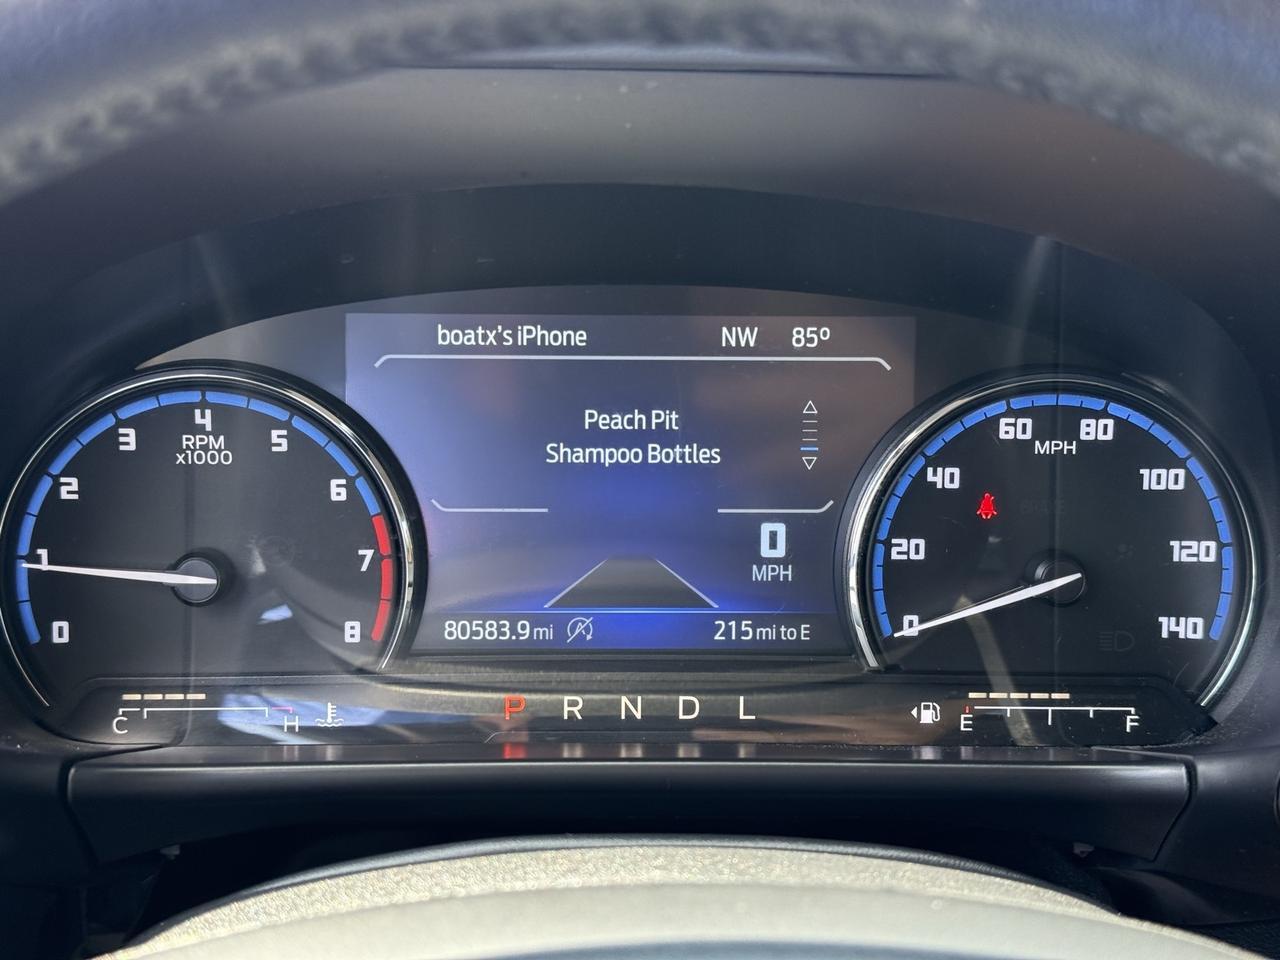 boatx's iPhone NW 85°
Peach Pit
Shampoo Bottles
0
MPH
80583.9 mi 215 mi to E
0 1 2 3 4 5 6 7 8
RPM
x1000
0 20 40 60 80 100 120 140
MPH
C H
P R N D L
E F